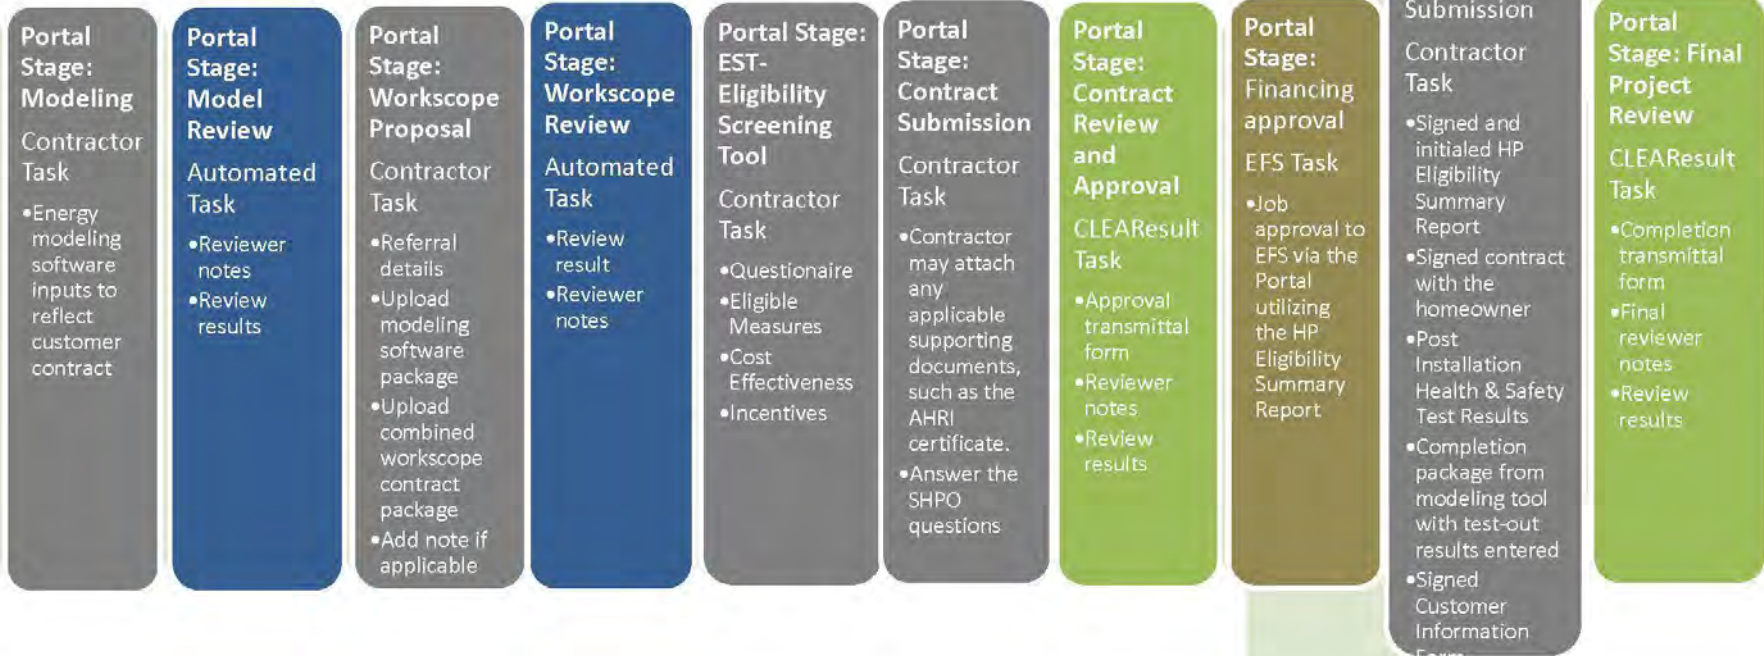 Portal
Stage:
Modeling
Contractor
Task
•Energy
modeling
software
inputs to
reflect
customer
contract
Portal
Stage:
Model
Review
Automated
Task
•Reviewer
notes
•Review
results
Portal
Stage:
Workscope
Proposal
Contractor
Task
•Referral
details
•Upload
modeling
software
package
•Upload
combined
workscope
contract
package
•Add note if
applicable
Portal
Stage:
Workscope
Review
Automated
Task
•Review
result
•Reviewer
notes
Portal Stage:
EST-
Eligibility
Screening
Tool
Contractor
Task
•Questionaire
•Eligible
Measures
•Cost
Effectiveness
•Incentives
Portal
Stage:
Contract
Submission
Contractor
Task
•Contractor
may attach
any
applicable
supporting
documents,
such as the
AHRI
certificate.
•Answer the
SHPO
questions
Portal
Stage:
Contract
Review
and
Approval
CLEAResult
Task
•Approval
transmittal
form
•Reviewer
notes
•Review
results
Portal
Stage:
Financing
approval
EFS Task
•Job
approval to
EFS via the
Portal
utilizing
the HP
Eligibility
Summary
Report
Submission
Contractor
Task
•Signed and
initialed HP
Eligibility
Summary
Report
•Signed contract
with the
homeowner
•Post
Installation
Health & Safety
Test Results
•Completion
package from
modeling tool
with test-out
results entered
•Signed
Customer
Information
Portal
Stage: Final
Project
Review
CLEAResult
Task
•Completion
transmittal
form
•Final
reviewer
notes
•Review
results